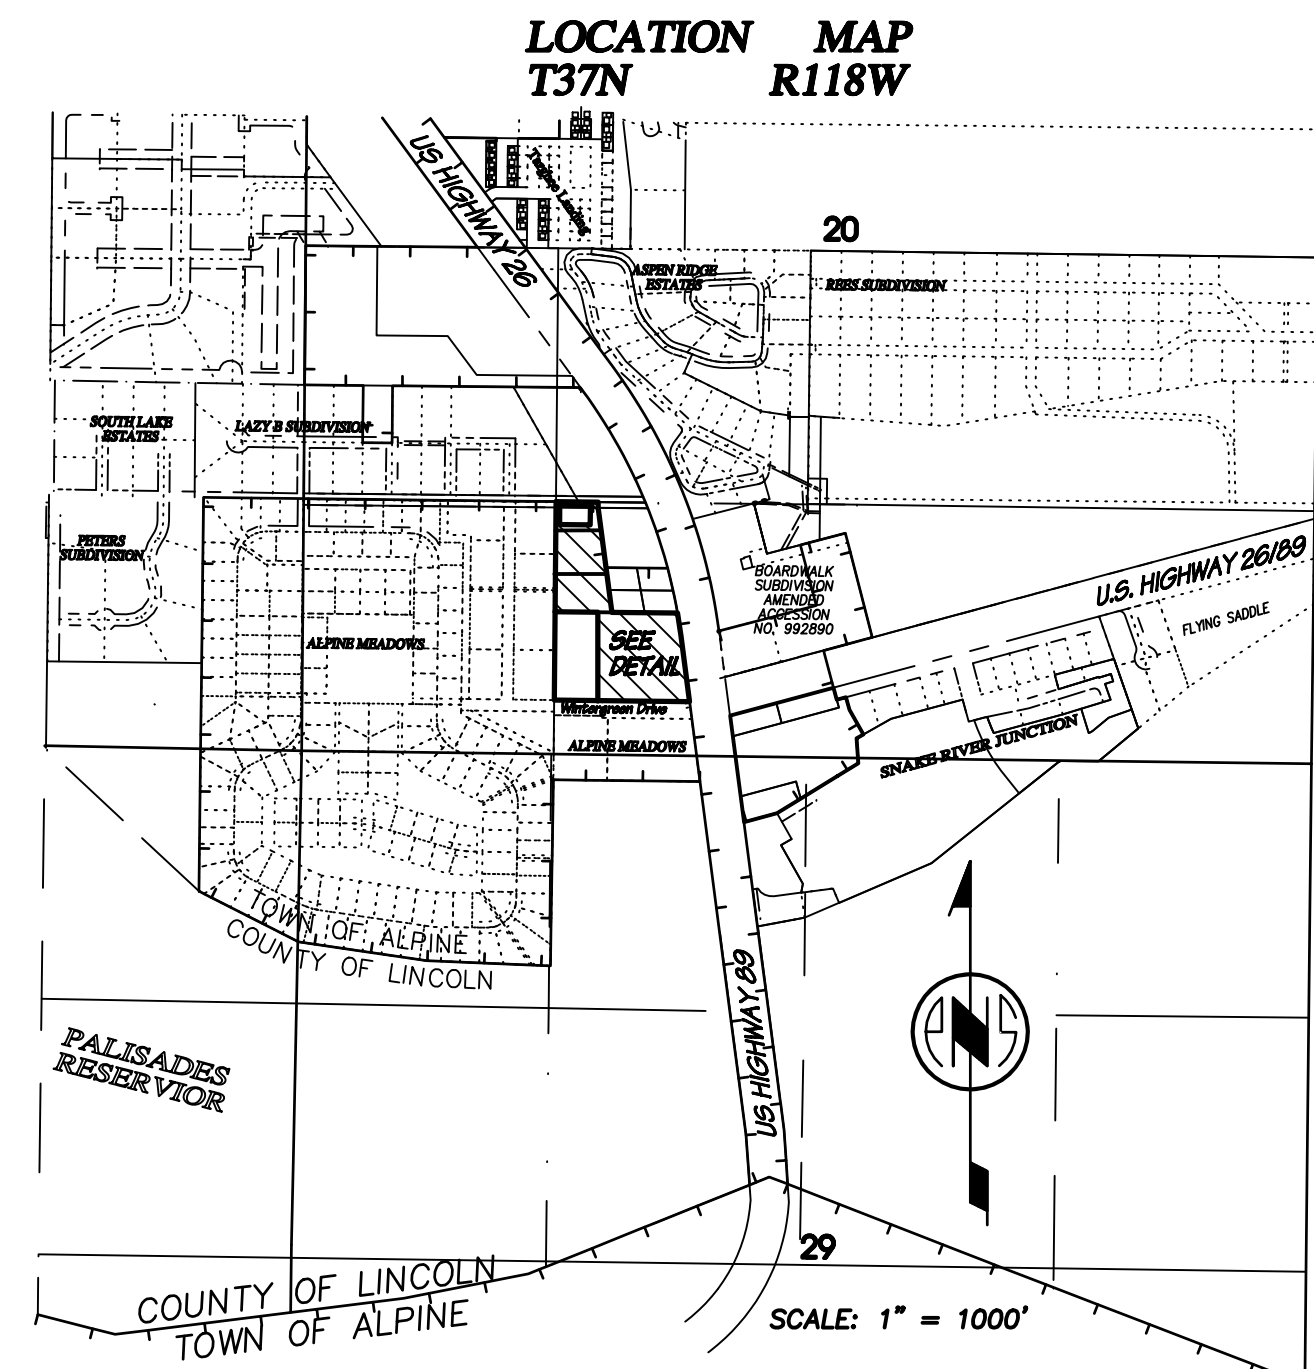 LOCATION MAP
T37N R118W
US HIGHWAY 26
20
ASPEN RIDGE
ESTATES
REES SUBDIVISION
SOUTH LAKE
ESTATES
LAZY B SUBDIVISION
PETERS
SUBDIVISION
BOARDWALK
SUBDIVISION
AMENDED
ACCESSION
NO. 992890
U.S. HIGHWAY 26/89
FLYING SADDLE
ALPINE MEADOWS
SEE
DETAIL
Wintergreen Drive
ALPINE MEADOWS
SNAKE RIVER JUNCTION
TOWN OF ALPINE
COUNTY OF LINCOLN
US HIGHWAY 89
PALISADES
RESERVIOR
29
COUNTY OF LINCOLN
TOWN OF ALPINE
SCALE: 1" = 1000'